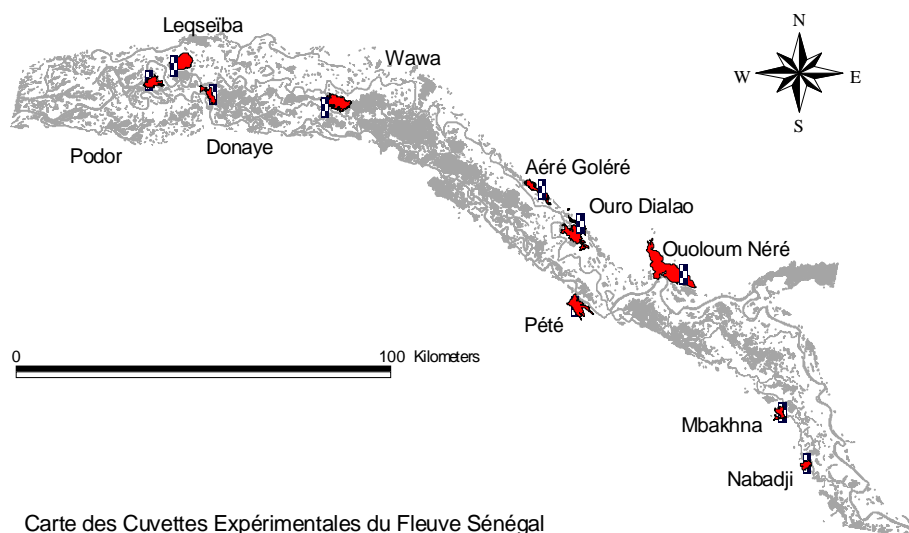 Leqseïba
Wawa
N
W
E
S
Podor
Donaye
Aéré Goléré
Ouro Dialao
Ouoloum Néré
Pété
0
100 Kilometers
Mbakhna
Nabadji
Carte des Cuvettes Expérimentales du Fleuve Sénégal